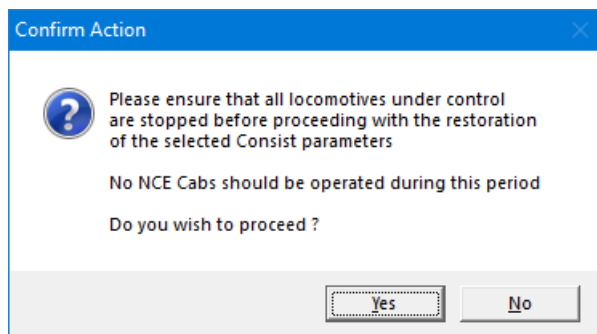 Confirm Action
Please ensure that all locomotives under control
are stopped before proceeding with the restoration
of the selected Consist parameters
No NCE Cabs should be operated during this period
Do you wish to proceed ?
Yes
No